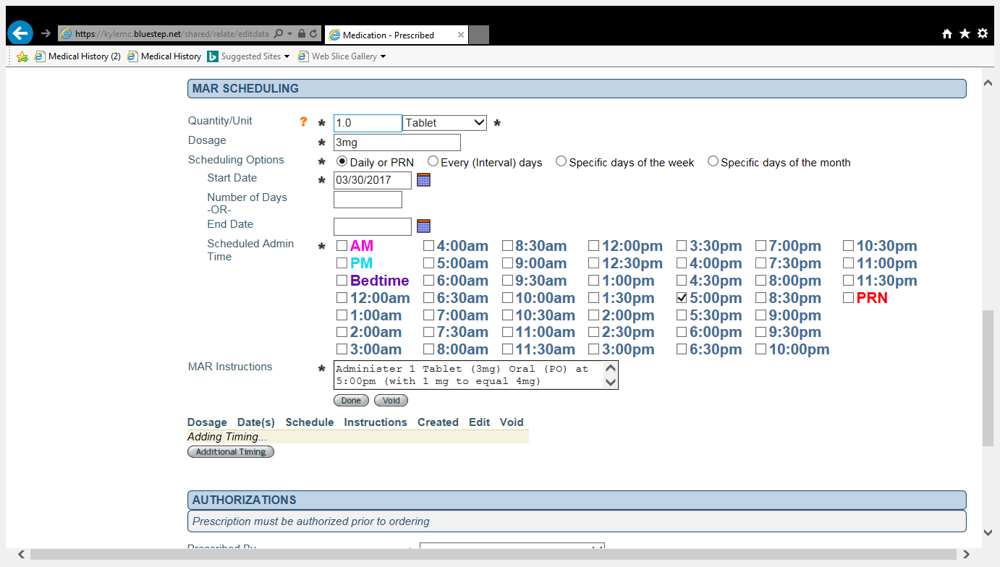 https://kylemc.bluestep.net/shared/relate/editdata
Medication - Prescribed
Medical History (2) Medical History Suggested Sites Web Slice Gallery
MAR SCHEDULING
Quantity/Unit ? * 1.0 Tablet *
Dosage * 3mg
Scheduling Options * Daily or PRN Every (Interval) days Specific days of the week Specific days of the month
Start Date * 03/30/2017
Number of Days
-OR-
End Date
Scheduled Admin * AM 4:00am 8:30am 12:00pm 3:30pm 7:00pm 10:30pm
Time
PM 5:00am 9:00am 12:30pm 4:00pm 7:30pm 11:00pm
Bedtime 6:00am 9:30am 1:00pm 4:30pm 8:00pm 11:30pm
12:00am 6:30am 10:00am 1:30pm 5:00pm 8:30pm PRN
1:00am 7:00am 10:30am 2:00pm 5:30pm 9:00pm
2:00am 7:30am 11:00am 2:30pm 6:00pm 9:30pm
3:00am 8:00am 11:30am 3:00pm 6:30pm 10:00pm
MAR Instructions * Administer 1 Tablet (3mg) Oral (PO) at
5:00pm (with 1 mg to equal 4mg)
Done Void
Dosage Date(s) Schedule Instructions Created Edit Void
Adding Timing...
Additional Timing
AUTHORIZATIONS
Prescription must be authorized prior to ordering
Prescribed By